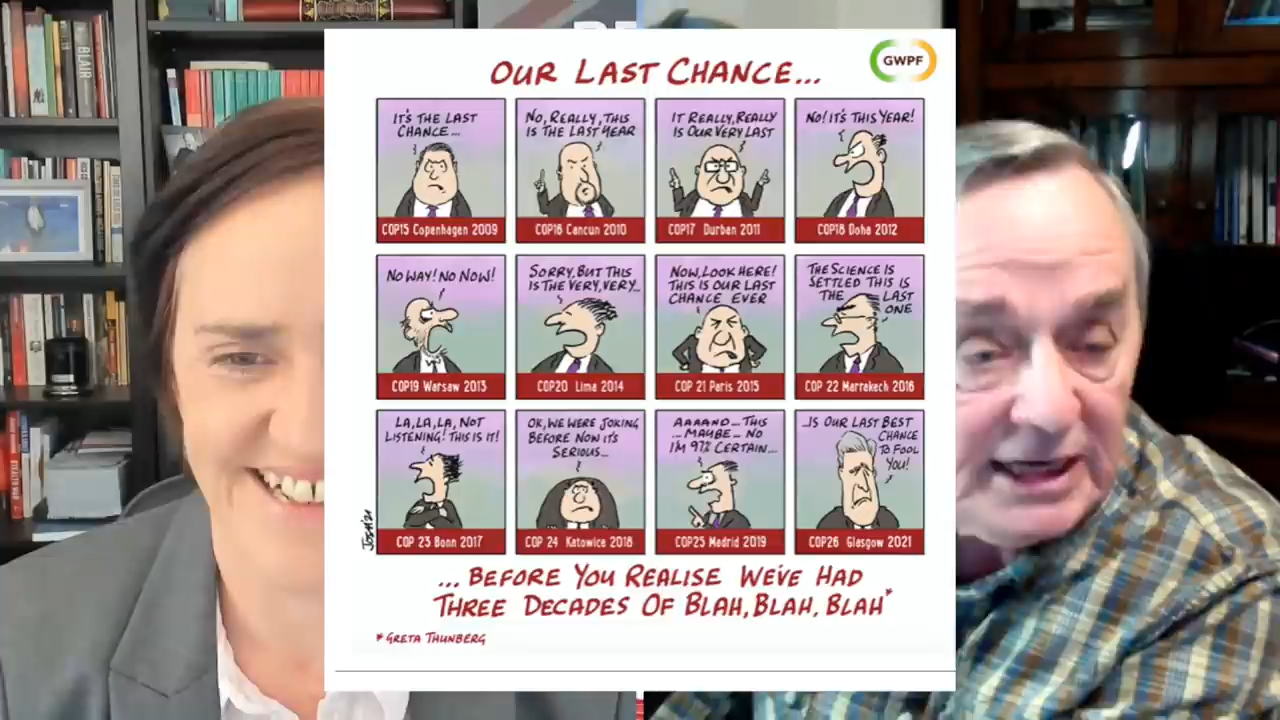 BLAIR
GWPF
OUR LAST CHANCE...
IT'S THE LAST
CHANCE...
COP15 Copenhagen 2009
NO, REALLY, THIS
IS THE LAST YEAR
COP16 Cancun 2010
IT REALLY, REALLY
IS OUR VERY LAST
COP17 Durban 2011
NO! IT'S THIS YEAR!
COP18 Doha 2012
NO WAY! NO NOW!
COP19 Warsaw 2013
SORRY, BUT THIS
IS THE VERY, VERY...
COP20 Lima 2014
NOW, LOOK HERE!
THIS IS OUR LAST
CHANCE EVER
COP 21 Paris 2015
THE SCIENCE IS
SETTLED THIS IS
THE LAST
ONE
COP 22 Marrakech 2016
LA, LA, LA, NOT
LISTENING! THIS IS IT!
COP 23 Bonn 2017
OK, WE WERE JOKING
BEFORE NOW IT'S
SERIOUS...
COP 24 Katowice 2018
AAAAND... THIS
... MAYBE... NO
I'M 97% CERTAIN...
COP25 Madrid 2019
...IS OUR LAST BEST
CHANCE
TO FOOL
YOU!
COP26 Glasgow 2021
JOSH '21
... BEFORE YOU REALISE WE'VE HAD
THREE DECADES OF BLAH, BLAH, BLAH*
* GRETA THUNBERG